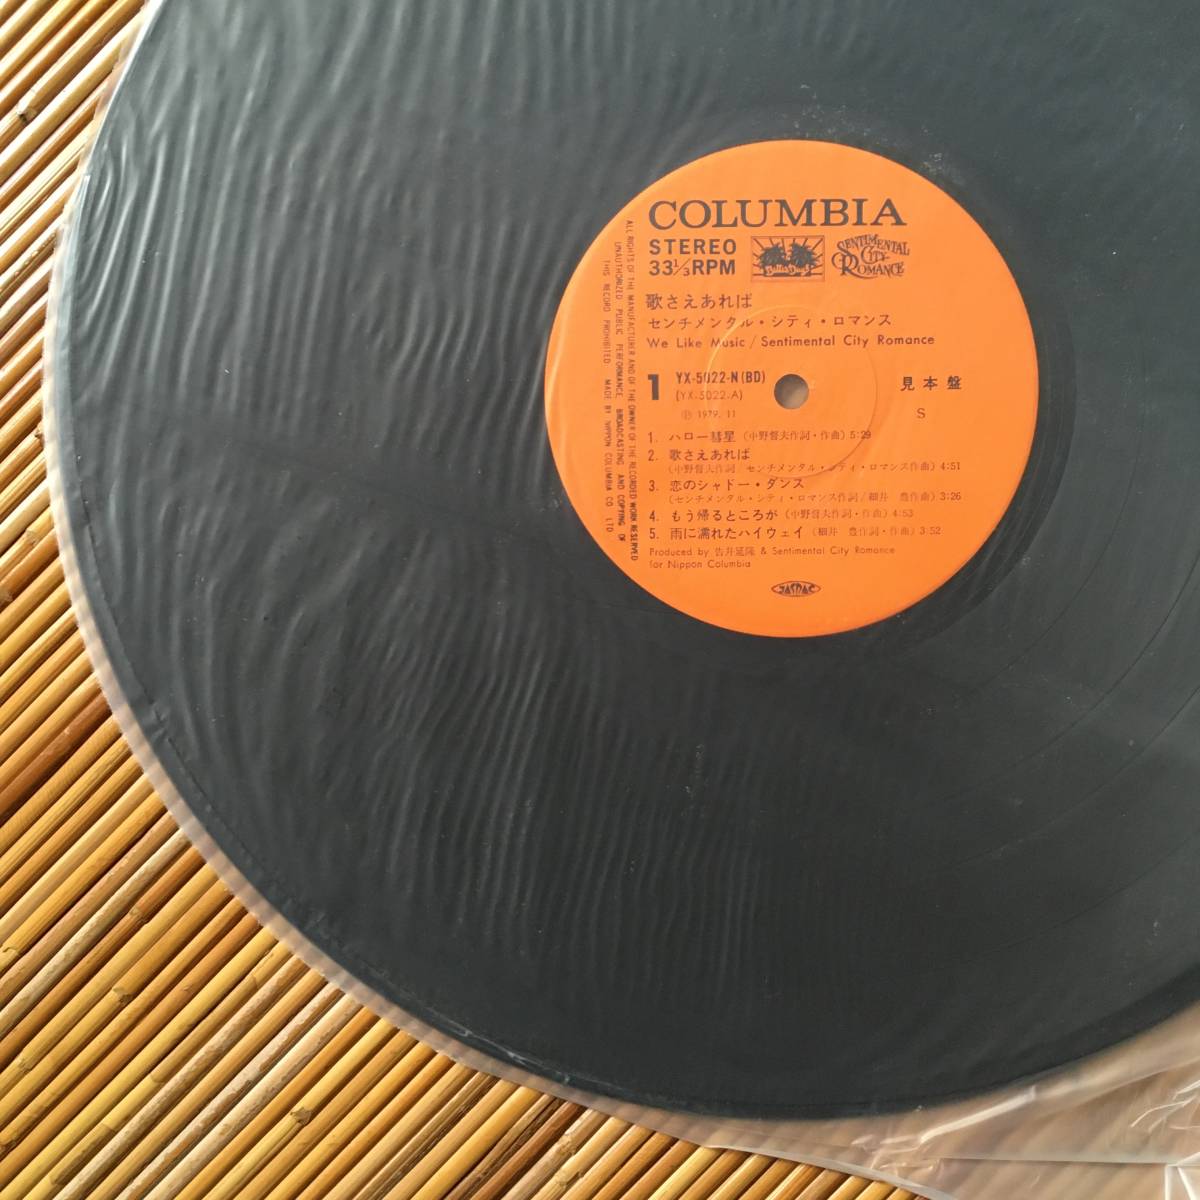 COLUMBIA
STEREO
33 1/3 RPM
SENTIMENTAL
CITY
ROMANCE
歌さえあれば
センチメンタル・シティ・ロマンス
We Like Music / Sentimental City Romance
1 YX-5022-N(BD)
(YX-5022-A)
見本盤
Ⓟ 1979. 11
S
1. ハロー彗星 (中野督夫作詞・作曲) 5:29
2. 歌さえあれば
(中野督夫作詞 センチメンタル・シティ・ロマンス作曲) 4:51
3. 恋のシャドー・ダンス
(センチメンタル・シティ・ロマンス作詞/細井 豊作曲) 3:26
4. もう帰るところが (中野督夫作詞・作曲) 4:53
5. 雨に濡れたハイウェイ (細井 豊作詞・作曲) 3:52
Produced by 告井延隆 & Sentimental City Romance
for Nippon Columbia
JASRAC
ALL RIGHTS OF THE MANUFACTURER AND OF THE OWNER OF THE RECORDED WORK RESERVED
UNAUTHORIZED PUBLIC PERFORMANCE BROADCASTING AND COPYING OF
THIS RECORD PROHIBITED MADE BY NIPPON COLUMBIA CO LTD